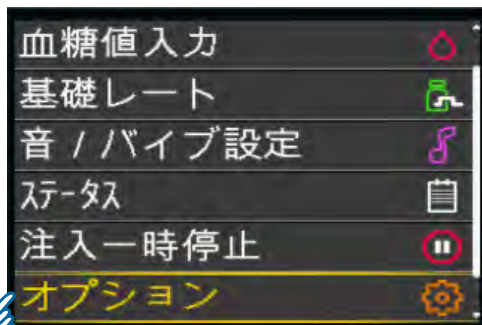 血糖値入力
基礎レート
音 / バイブ設定
ｽﾃｰﾀｽ
注入一時停止
オプション